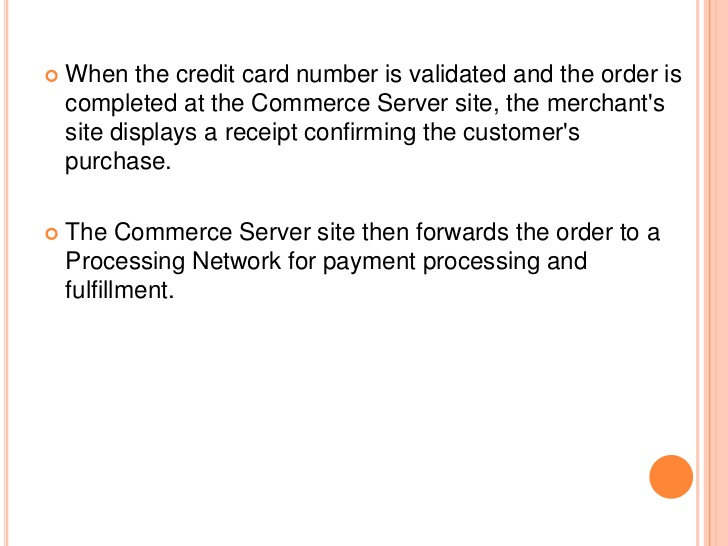 When the credit card number is validated and the order is
completed at the Commerce Server site, the merchant's
site displays a receipt confirming the customer's
purchase.
The Commerce Server site then forwards the order to a
Processing Network for payment processing and
fulfillment.